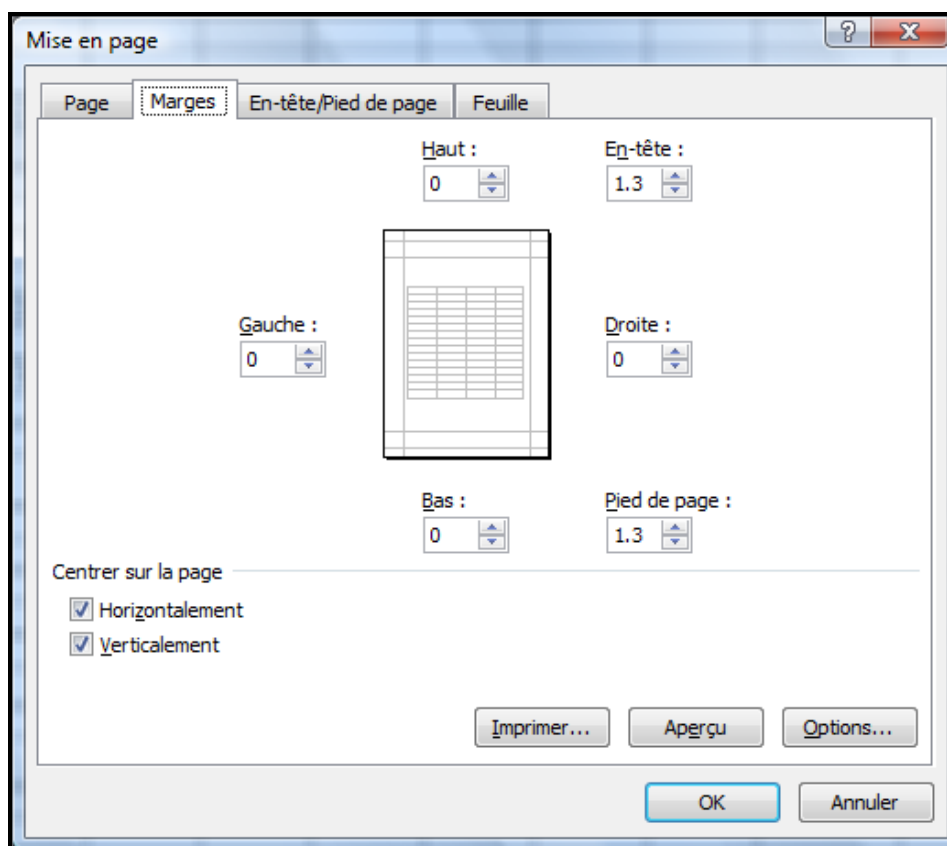 Mise en page
Page Marges En-tête/Pied de page Feuille
Haut : En-tête :
0 1.3
Gauche : Droite :
0 0
Bas : Pied de page :
0 1.3
Centrer sur la page
Horizontalement
Verticalement
Imprimer... Aperçu Options...
OK Annuler